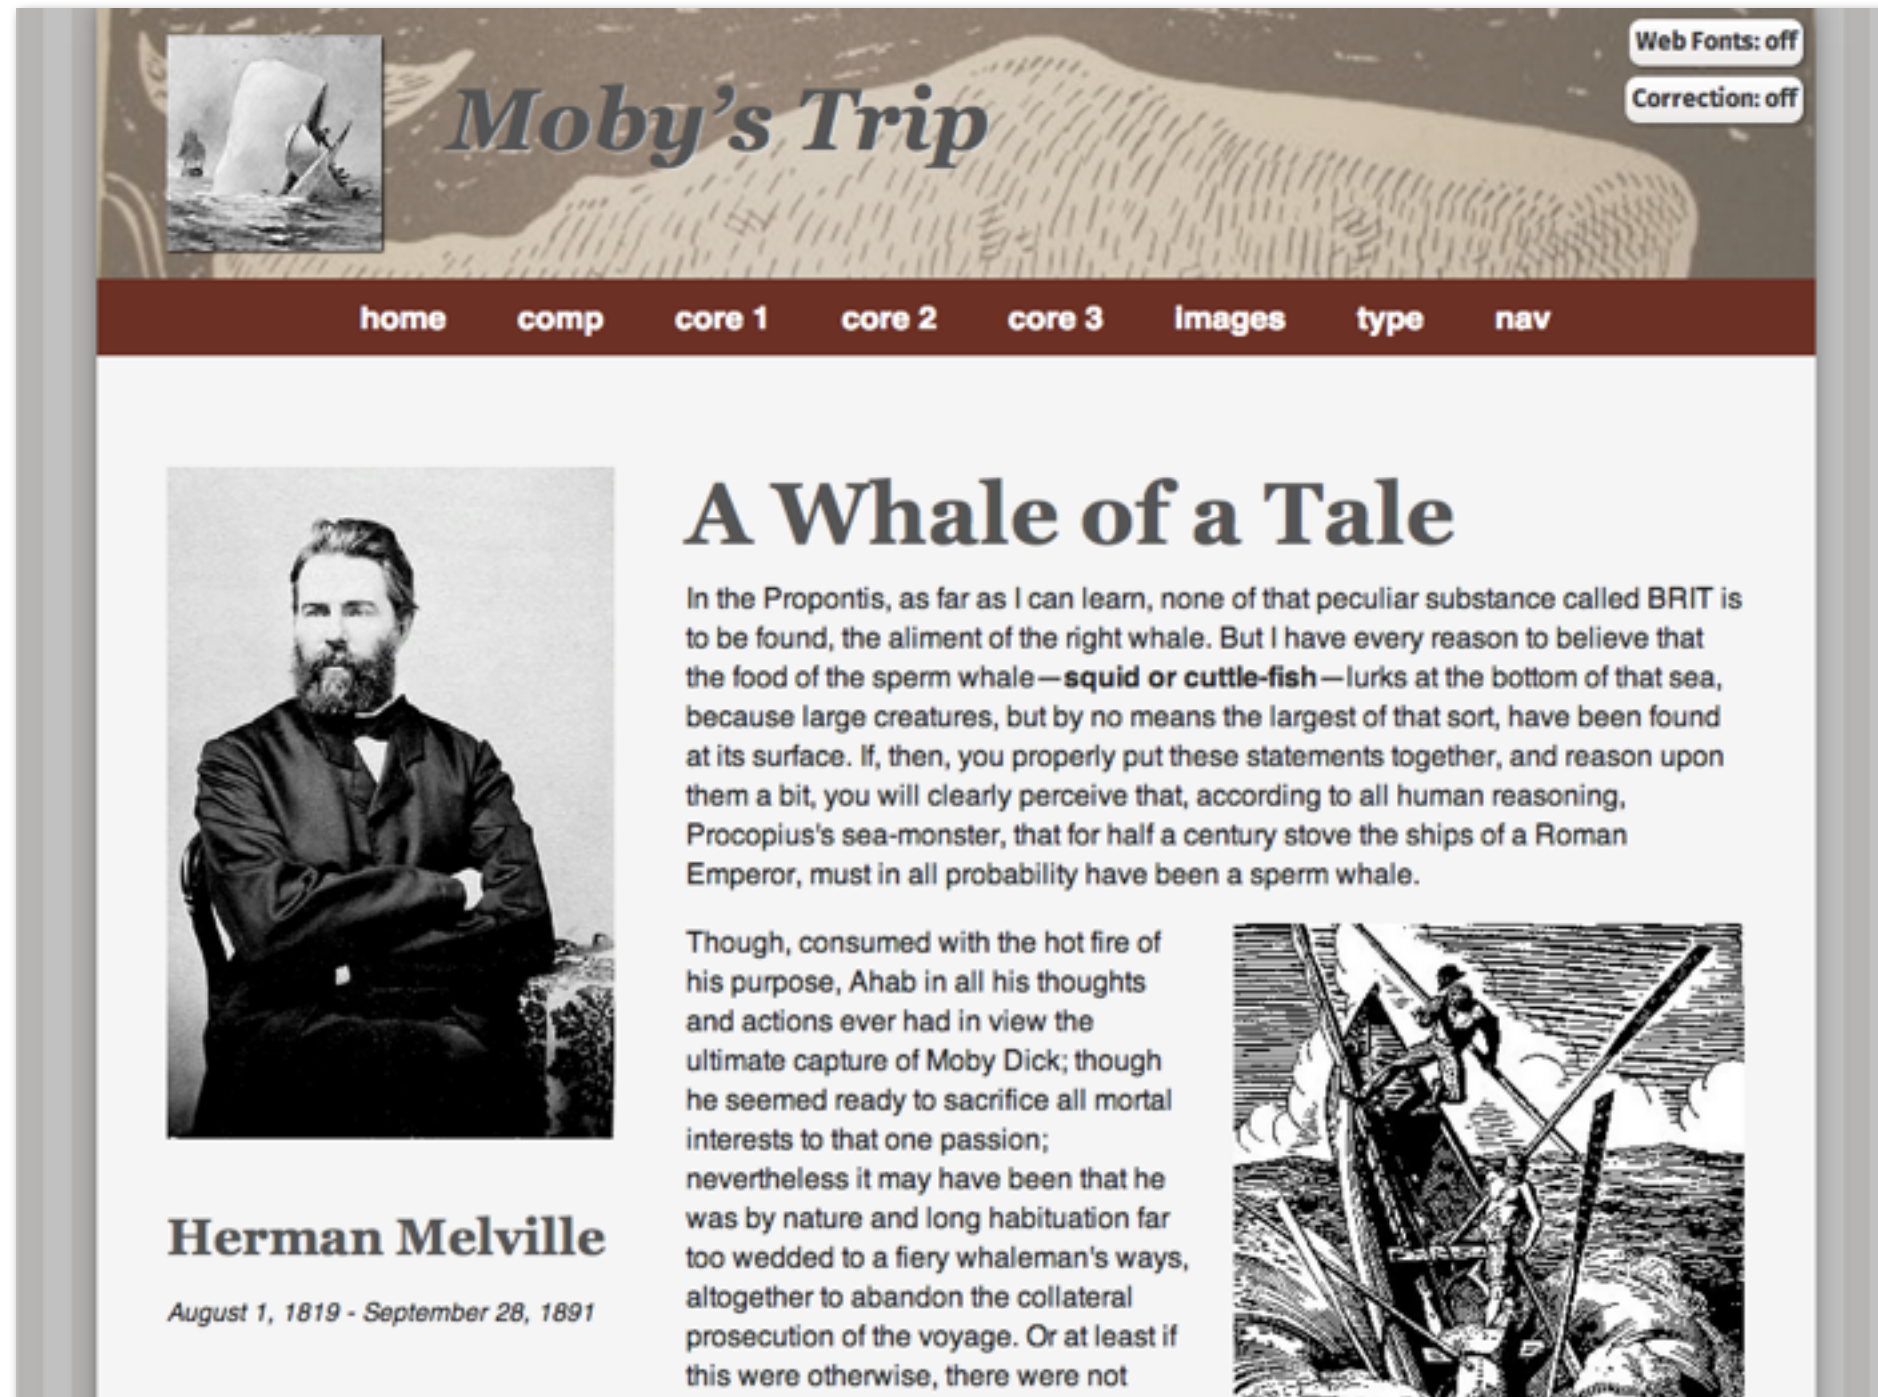 Web Fonts: off
Correction: off
Moby's Trip
home comp core 1 core 2 core 3 images type nav
A Whale of a Tale
In the Propontis, as far as I can learn, none of that peculiar substance called BRIT is
to be found, the aliment of the right whale. But I have every reason to believe that
the food of the sperm whale—squid or cuttle-fish—lurks at the bottom of that sea,
because large creatures, but by no means the largest of that sort, have been found
at its surface. If, then, you properly put these statements together, and reason upon
them a bit, you will clearly perceive that, according to all human reasoning,
Procopius's sea-monster, that for half a century stove the ships of a Roman
Emperor, must in all probability have been a sperm whale.
Though, consumed with the hot fire of
his purpose, Ahab in all his thoughts
and actions ever had in view the
ultimate capture of Moby Dick; though
he seemed ready to sacrifice all mortal
interests to that one passion;
nevertheless it may have been that he
was by nature and long habituation far
too wedded to a fiery whaleman's ways,
altogether to abandon the collateral
prosecution of the voyage. Or at least if
this were otherwise, there were not
Herman Melville
August 1, 1819 - September 28, 1891